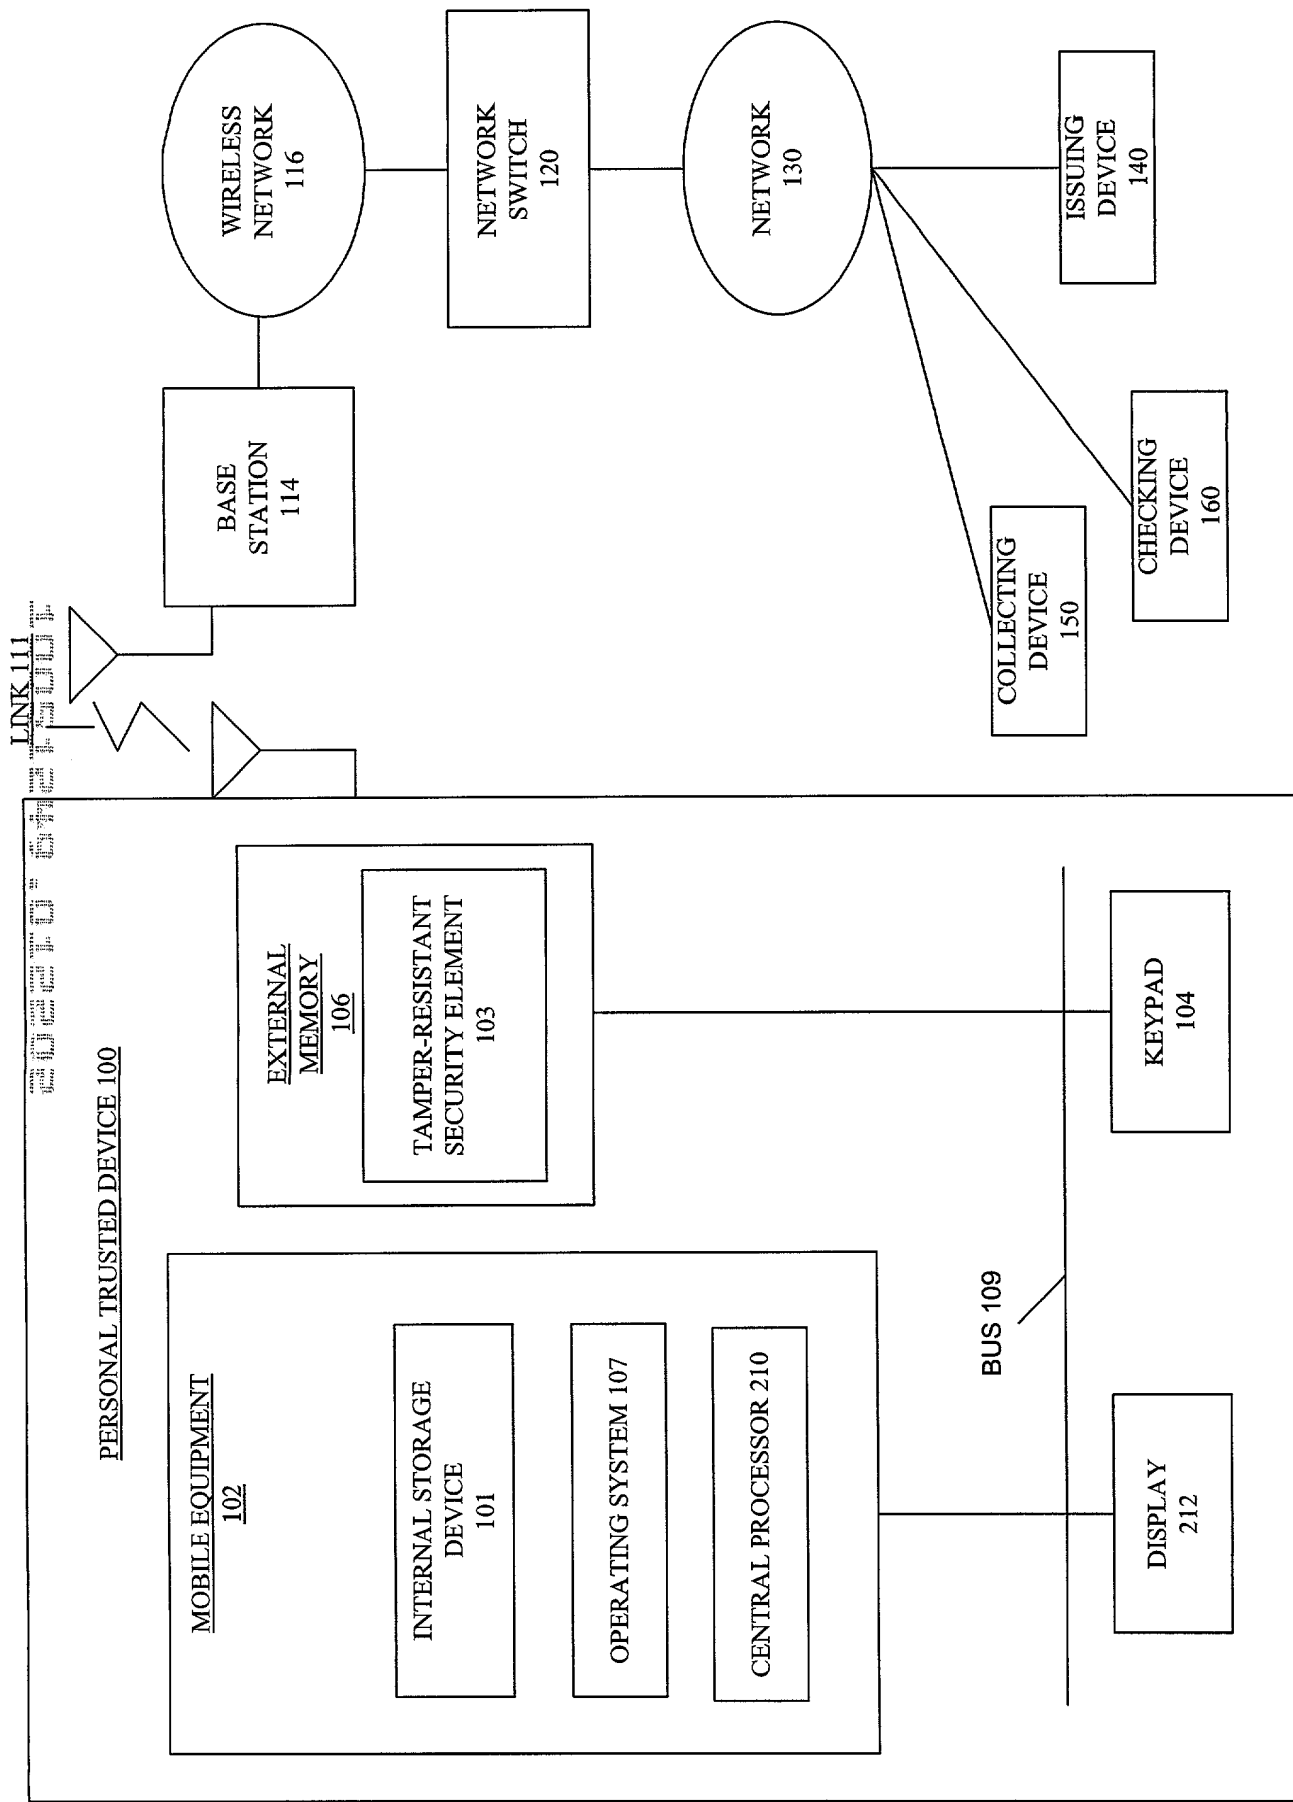 PERSONAL TRUSTED DEVICE 100
MOBILE EQUIPMENT
102
INTERNAL STORAGE
DEVICE
101
OPERATING SYSTEM 107
CENTRAL PROCESSOR 210
EXTERNAL
MEMORY
106
TAMPER-RESISTANT
SECURITY ELEMENT
103
BUS 109
DISPLAY
212
KEYPAD
104
LINK 111
BASE
STATION
114
WIRELESS
NETWORK
116
NETWORK
SWITCH
120
NETWORK
130
COLLECTING
DEVICE
150
CHECKING
DEVICE
160
ISSUING
DEVICE
140